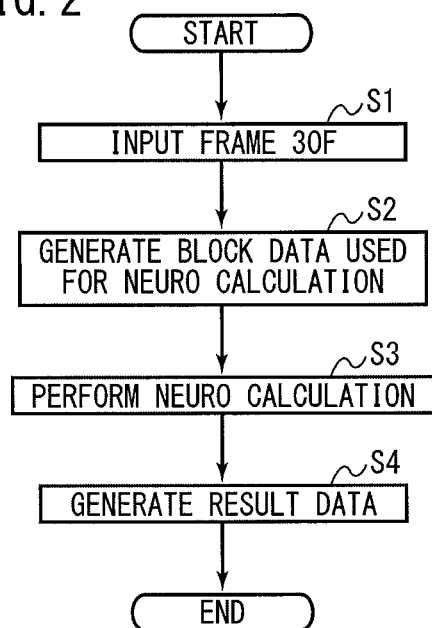 FIG. 2
START
S1
INPUT FRAME 30F
S2
GENERATE BLOCK DATA USED
FOR NEURO CALCULATION
S3
PERFORM NEURO CALCULATION
S4
GENERATE RESULT DATA
END